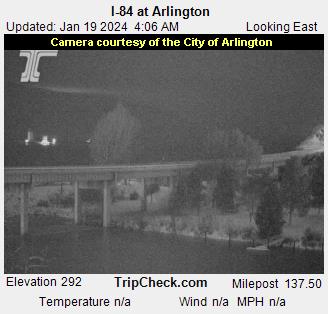 I-84 at Arlington
Updated: Jan 19 2024 4:06 AM Looking East
Camera courtesy of the City of Arlington
Elevation 292 TripCheck.com Milepost 137.50
Temperature n/a Wind n/a MPH n/a